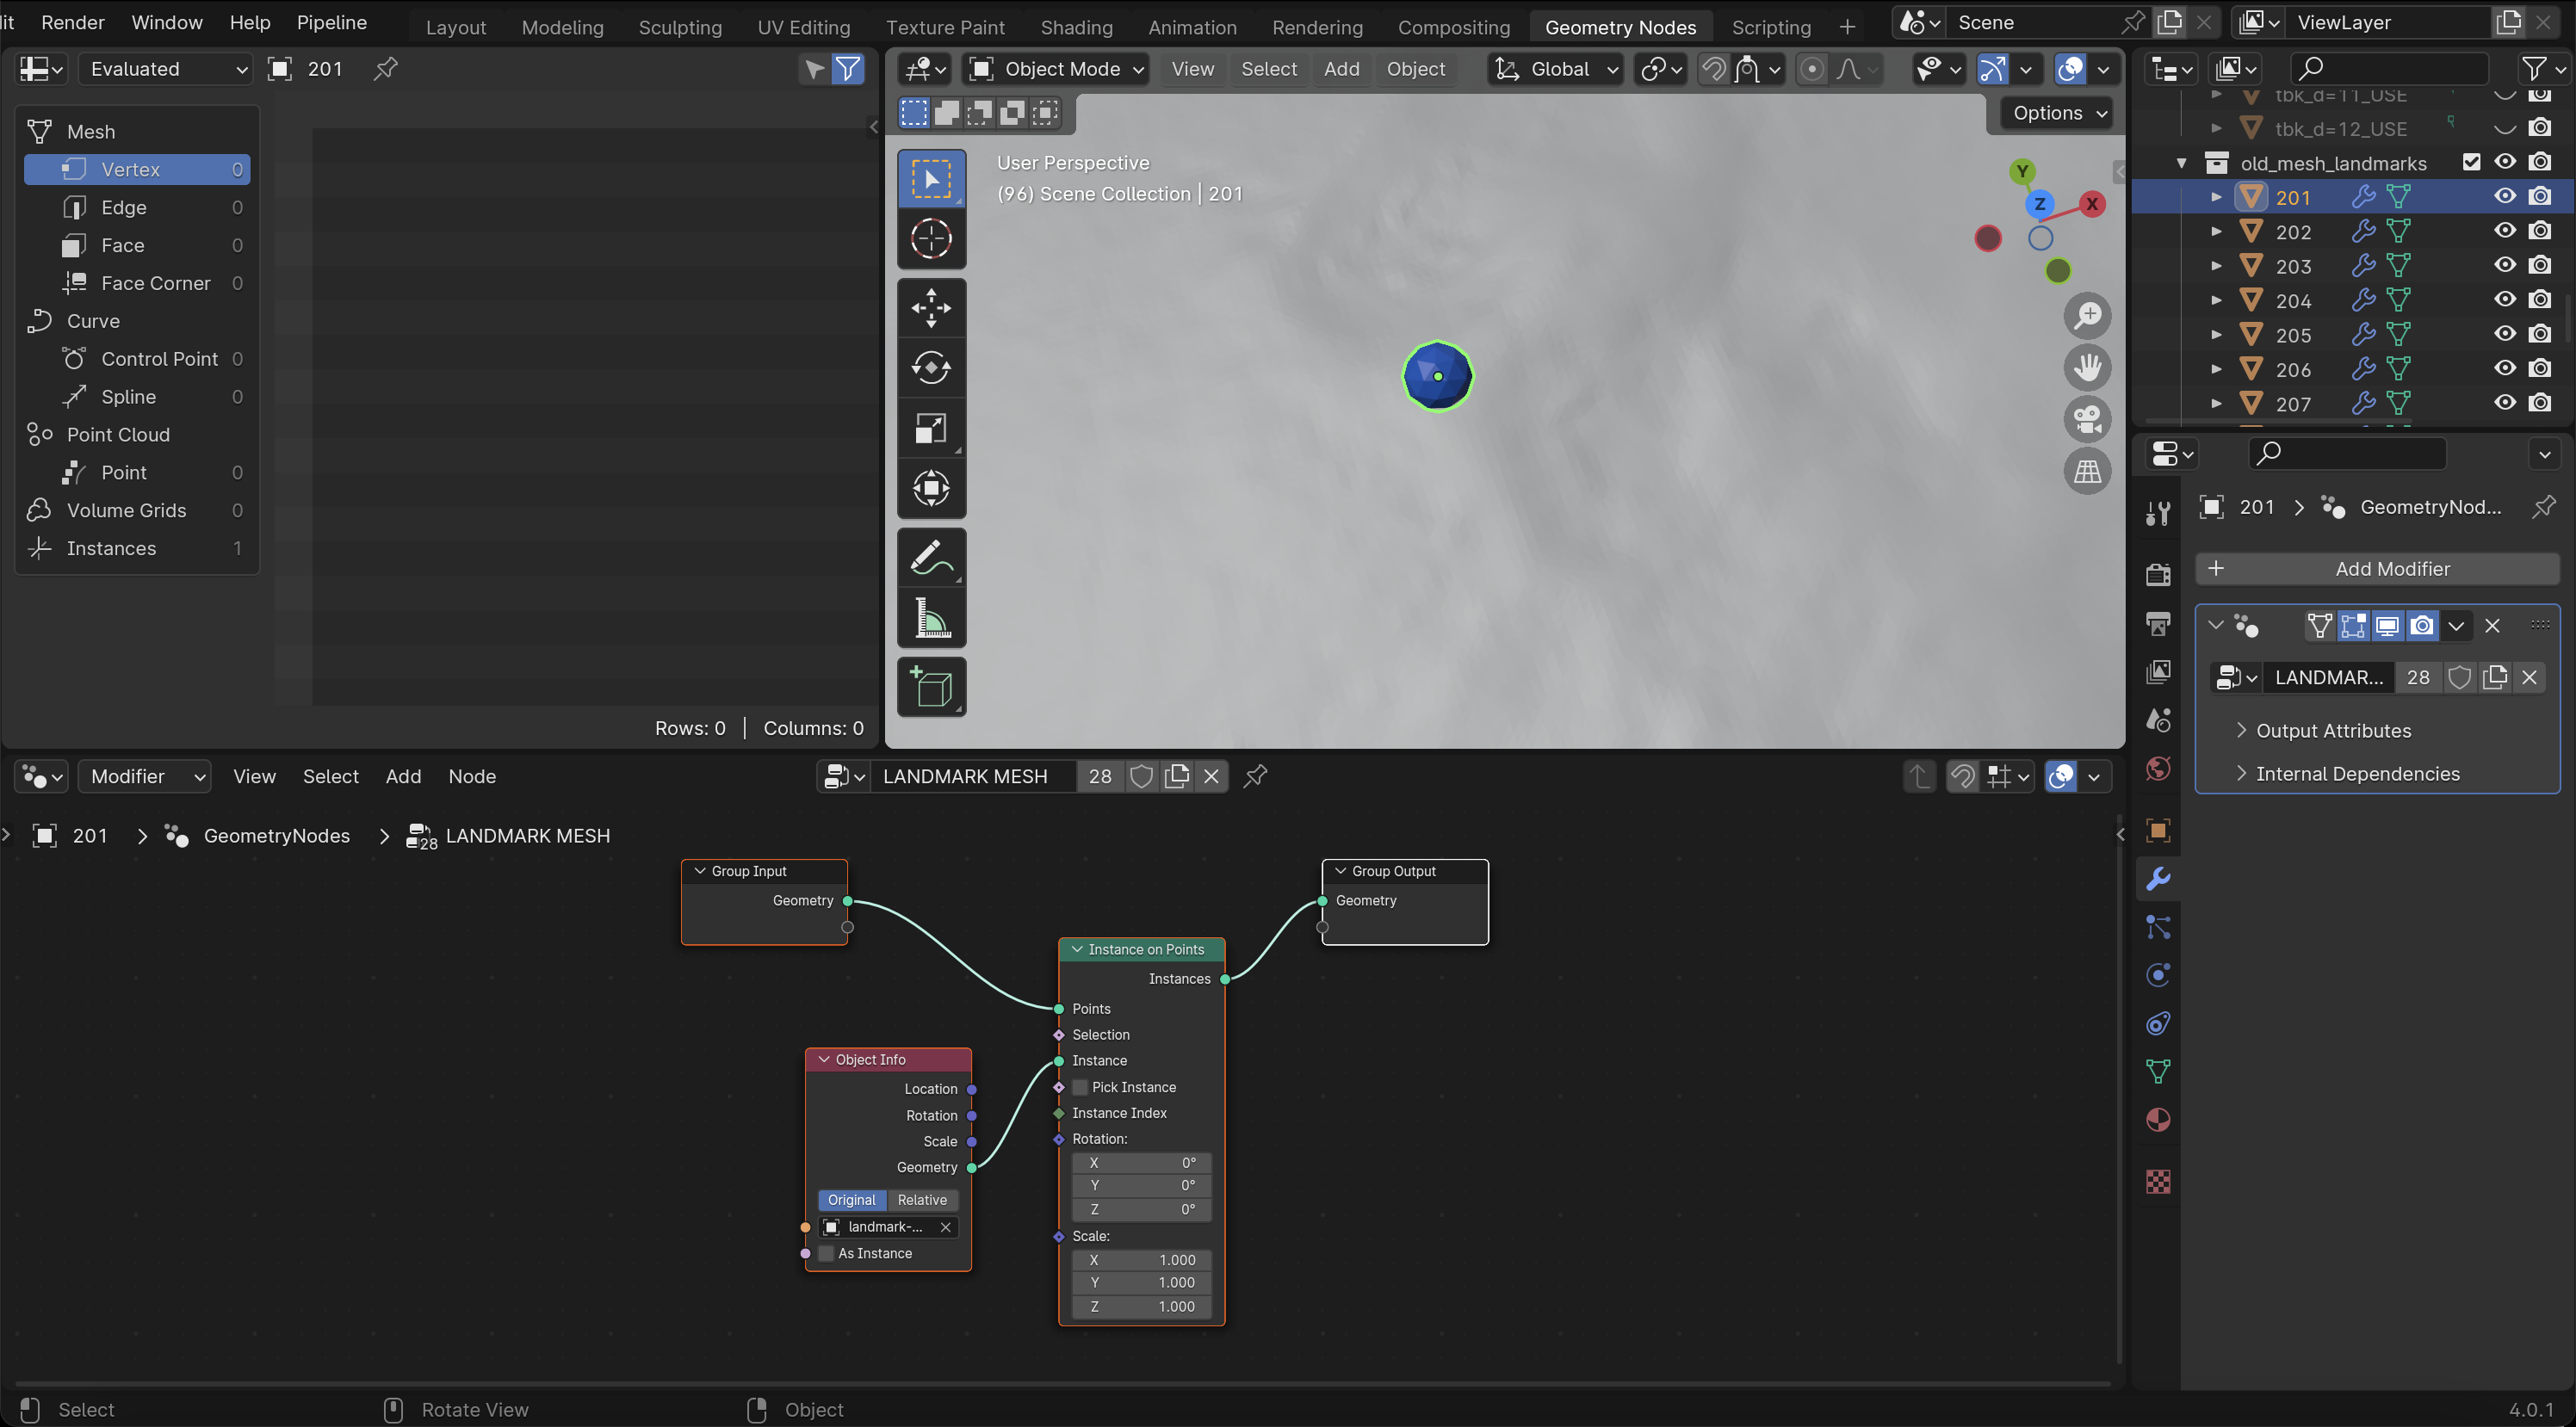 it Render Window Help Pipeline Layout Modeling Sculpting UV Editing Texture Paint Shading Animation Rendering Compositing Geometry Nodes Scripting + Scene ViewLayer
Evaluated 201
Mesh
Vertex 0
Edge 0
Face 0
Face Corner 0
Curve
Control Point 0
Spline 0
Point Cloud
Point 0
Volume Grids 0
Instances 1
Rows: 0 | Columns: 0
Object Mode View Select Add Object Global
Options
User Perspective
(96) Scene Collection | 201
Y
Z
X
tbk_d=11_USE
tbk_d=12_USE
old_mesh_landmarks
201
202
203
204
205
206
207
201 > GeometryNod...
+ Add Modifier
LANDMAR... 28
Output Attributes
Internal Dependencies
Modifier View Select Add Node LANDMARK MESH 28
201 > GeometryNodes > 28 LANDMARK MESH
Group Input
Geometry
Object Info
Location
Rotation
Scale
Geometry
Original Relative
landmark-...
As Instance
Instance on Points
Instances
Points
Selection
Instance
Pick Instance
Instance Index
Rotation:
X 0°
Y 0°
Z 0°
Scale:
X 1.000
Y 1.000
Z 1.000
Group Output
Geometry
Select Rotate View Object 4.0.1